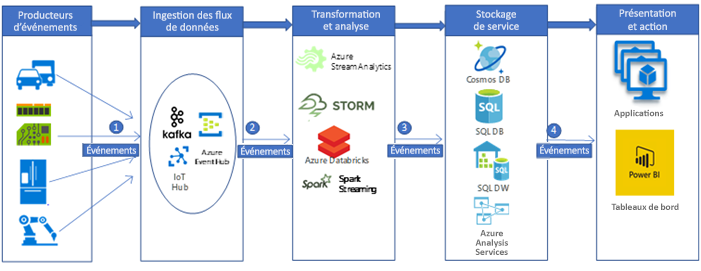 Producteurs
d'événements
Ingestion des flux
de données
Transformation
et analyse
Stockage
de service
Présentation
et action
1
Événements
kafka
Azure
Event Hub
IoT
Hub
2
Événements
Azure
Stream Analytics
STORM
Azure Databricks
Spark
Spark
Streaming
3
Événements
Cosmos DB
SQL
SQL DB
SQL
SQL DW
Azure
Analysis
Services
4
Événements
Applications
Power BI
Tableaux de bord